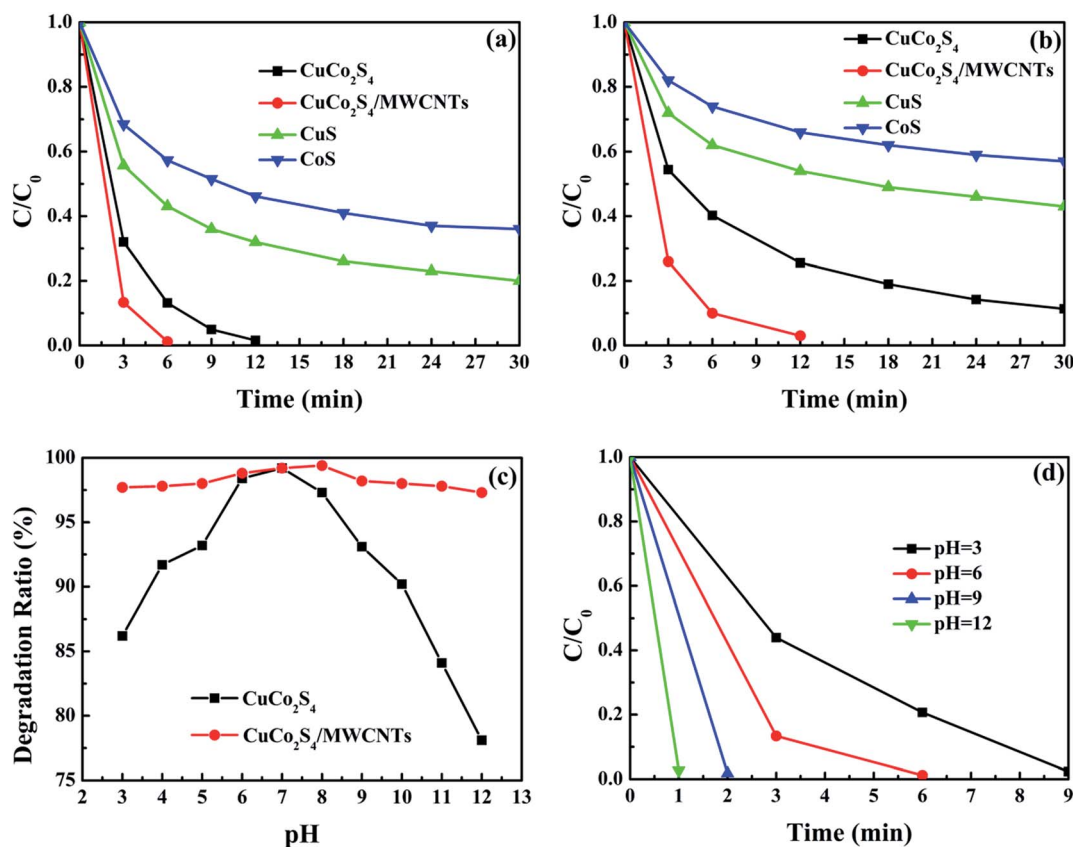 (a)
CuCo₂S₄
CuCo₂S₄/MWCNTs
CuS
CoS
C/C₀
1.0
0.8
0.6
0.4
0.2
0.0
0 3 6 9 12 15 18 21 24 27 30
Time (min)
(b)
CuCo₂S₄
CuCo₂S₄/MWCNTs
CuS
CoS
C/C₀
1.0
0.8
0.6
0.4
0.2
0.0
0 3 6 9 12 15 18 21 24 27 30
Time (min)
(c)
Degradation Ratio (%)
100
95
90
85
80
75
CuCo₂S₄
CuCo₂S₄/MWCNTs
2 3 4 5 6 7 8 9 10 11 12 13
pH
(d)
C/C₀
1.0
0.8
0.6
0.4
0.2
0.0
pH=3
pH=6
pH=9
pH=12
0 1 2 3 4 5 6 7 8 9
Time (min)